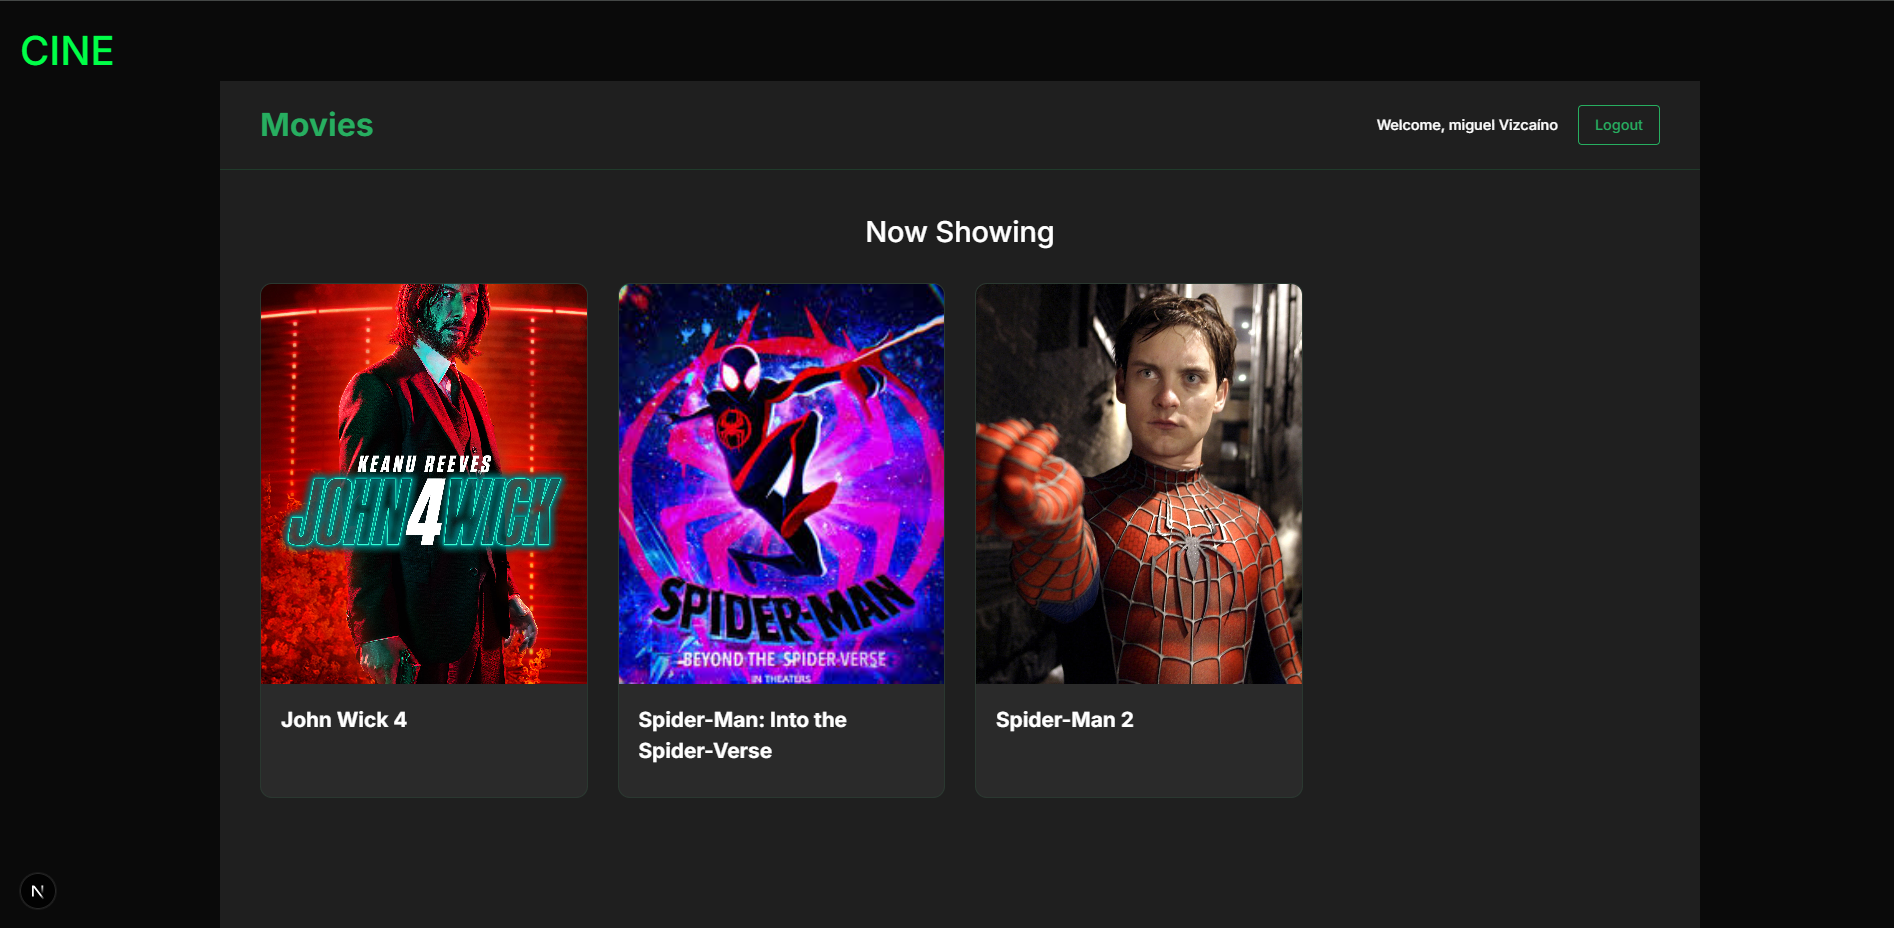 CINE
Movies
Welcome, miguel Vizcaíno
Logout
Now Showing
KEANU REEVES
JOHN 4 WICK
SPIDER-MAN
BEYOND THE SPIDER-VERSE
IN THEATERS
John Wick 4
Spider-Man: Into the
Spider-Verse
Spider-Man 2
N